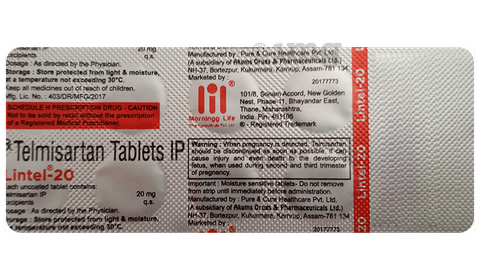 20 mg
q.s.
Dosage : As directed by the Physician.
Storage : Store protected from light & moisture,
at a temperature not exceeding 30°C.
Keep all medicines out of reach of children.
Mfg. Lic. No. : 403/DR/MFG/2017
SCHEDULE H PRESCRIPTION DRUG - CAUTION
Not to be sold by retail without the prescription
of a Registered Medical Practitioner.
Telmisartan Tablets IP
Lintel-20
Each uncoated tablet contains:
Telmisartan IP 20 mg
q.s.
Dosage : As directed by the Physician.
Storage : Store protected from light & moisture,
at a temperature not exceeding 30°C.
Manufactured by : Pure & Cure Healthcare Pvt. Ltd.
(A subsidiary of Akums Drugs & Pharmaceuticals Ltd.)
NH-37, Bortezpur, Kukurmara, Kamrup, Assam-781 134
Marketed by :
20177773
Morningg Life
101/8, Sonam Accord, New Golden
Nest, Phase-11, Bhayandar East,
Thane, Maharashtra,
India. Pin-401105
® - Registered Trademark
Warning : When pregnancy is detected, Telmisartan
should be discontinued as soon as possible, if can
cause injury and even death to the developing
fetus, when used during second and third trimester
of pregnancy.
Important : Moisture sensitive tablets- Do not remove
from strip until immediately before administration.
Manufactured by : Pure & Cure Healthcare Pvt. Ltd.
(A subsidiary of Akums Drugs & Pharmaceuticals Ltd.)
NH-37, Bortezpur, Kukurmara, Kamrup, Assam-781 134
Marketed by :
20177773
Lintel-20
Lintel-20
Lintel-20